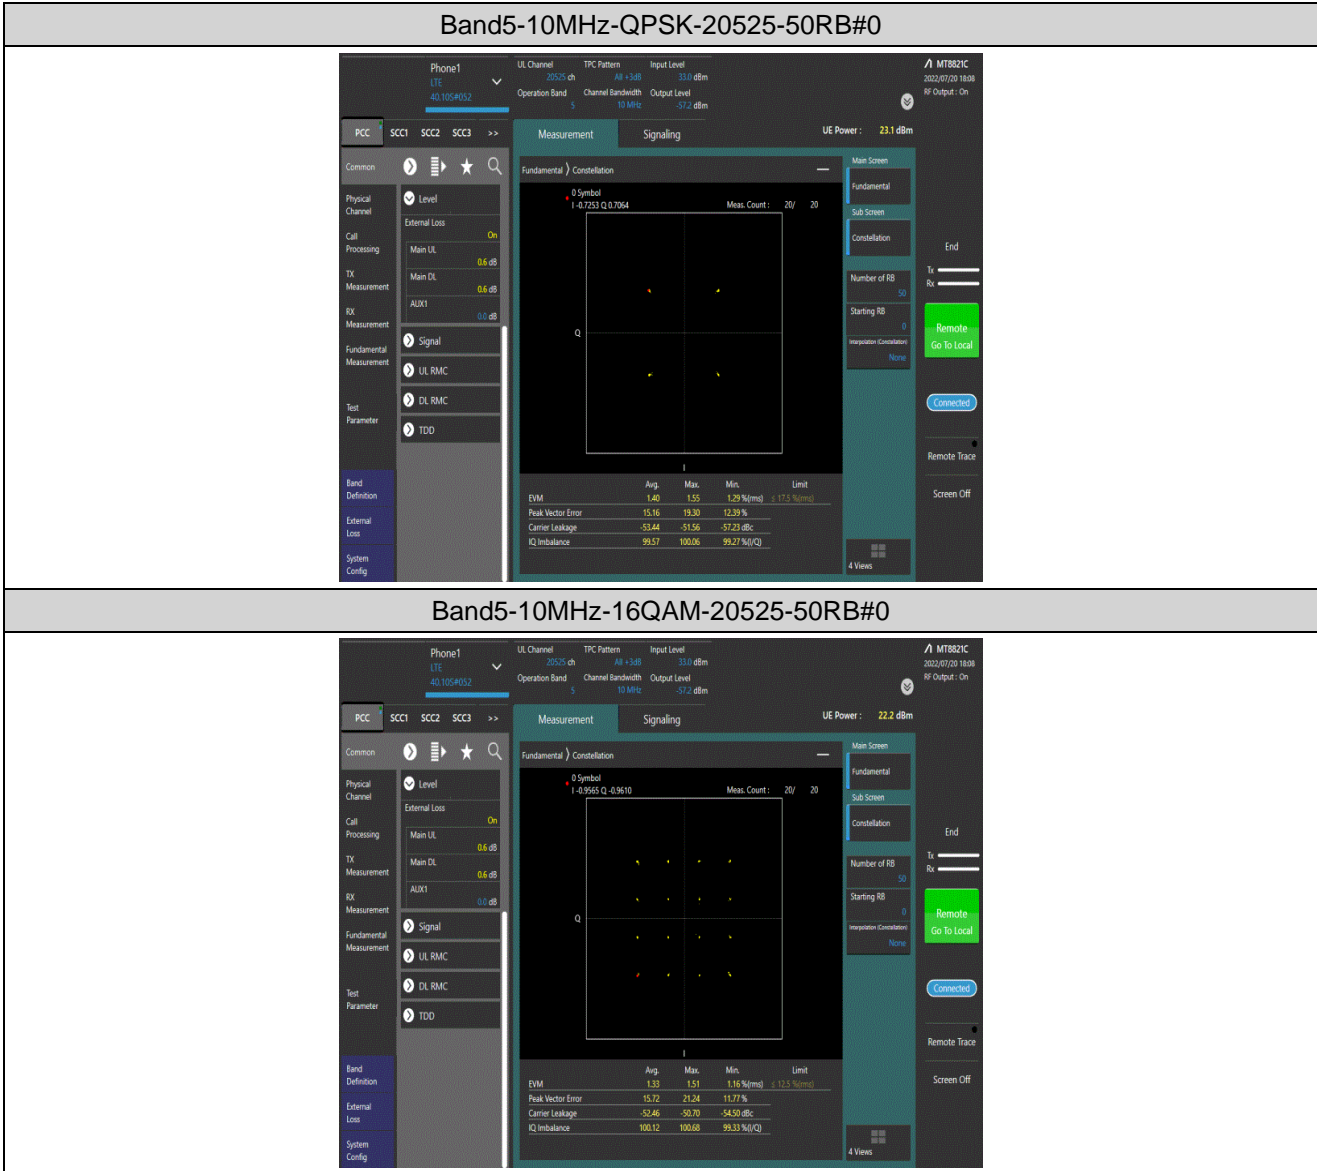 Band5-10MHz-QPSK-20525-50RB#0
Phone1
LTE
40.105#052
UL Channel TPC Pattern Input Level
20525 ch All +3dB 33.0 dBm
Operation Band Channel Bandwidth Output Level
5 10 MHz -57.2 dBm
MT8821C
2022/07/20 18:08
RF Output : On
PCC SCC1 SCC2 SCC3 >>
Measurement Signaling
UE Power : 23.1 dBm
Common
Physical Channel
Call Processing
TX Measurement
RX Measurement
Fundamental Measurement
Test Parameter
Band Definition
External Loss
System Config
Level
External Loss
On
Main UL
0.6 dB
Main DL
0.6 dB
AUX1
0.0 dB
Signal
UL RMC
DL RMC
TDD
Fundamental Constellation
0 Symbol
I -0.7253 Q 0.7064 Meas. Count : 20/ 20
Q
I
Avg. Max. Min. Limit
EVM 1.40 1.55 1.29 %(rms) ≤ 17.5 %(rms)
Peak Vector Error 15.16 19.30 12.39 %
Carrier Leakage -53.44 -51.56 -57.23 dBc
IQ Imbalance 99.57 100.06 99.27 %(I/Q)
Main Screen
Fundamental
Sub Screen
Constellation
Number of RB
50
Starting RB
0
Interpolation (Constellation)
None
4 Views
End
Tx
Rx
Remote
Go To Local
Connected
Remote Trace
Screen Off
Band5-10MHz-16QAM-20525-50RB#0
Phone1
LTE
40.105#052
UL Channel TPC Pattern Input Level
20525 ch All +3dB 33.0 dBm
Operation Band Channel Bandwidth Output Level
5 10 MHz -57.2 dBm
MT8821C
2022/07/20 18:08
RF Output : On
PCC SCC1 SCC2 SCC3 >>
Measurement Signaling
UE Power : 22.2 dBm
Common
Physical Channel
Call Processing
TX Measurement
RX Measurement
Fundamental Measurement
Test Parameter
Band Definition
External Loss
System Config
Level
External Loss
On
Main UL
0.6 dB
Main DL
0.6 dB
AUX1
0.0 dB
Signal
UL RMC
DL RMC
TDD
Fundamental Constellation
0 Symbol
I -0.9565 Q -0.9610 Meas. Count : 20/ 20
Q
I
Avg. Max. Min. Limit
EVM 1.33 1.51 1.16 %(rms) ≤ 12.5 %(rms)
Peak Vector Error 15.72 21.24 11.77 %
Carrier Leakage -52.46 -50.70 -54.50 dBc
IQ Imbalance 100.12 100.68 99.33 %(I/Q)
Main Screen
Fundamental
Sub Screen
Constellation
Number of RB
50
Starting RB
0
Interpolation (Constellation)
None
4 Views
End
Tx
Rx
Remote
Go To Local
Connected
Remote Trace
Screen Off